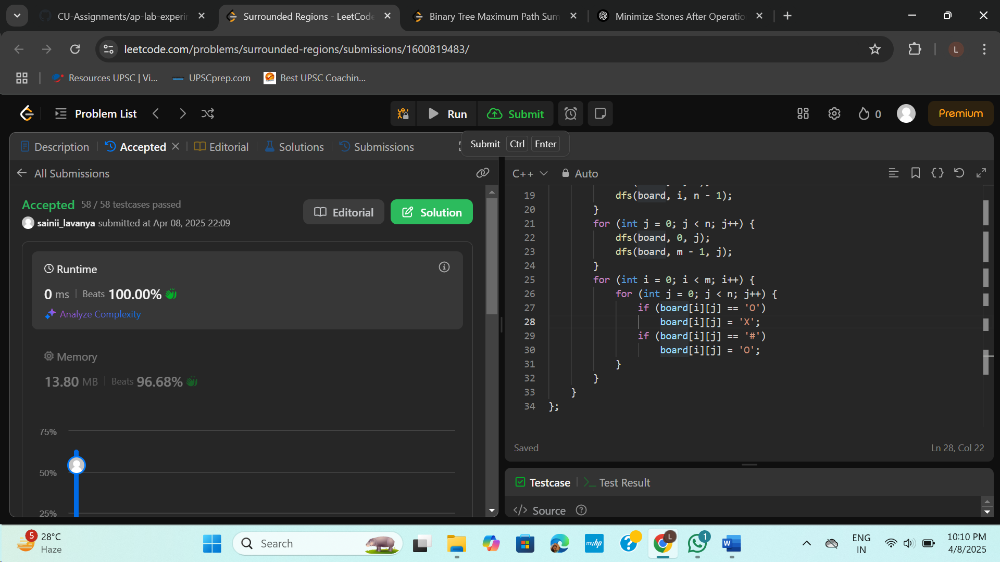 CU-Assignments/ap-lab-experi
Surrounded Regions - LeetCode
Binary Tree Maximum Path Sum
Minimize Stones After Operatio
leetcode.com/problems/surrounded-regions/submissions/1600819483/
L
Resources UPSC | Vi...
UPSCprep.com
Best UPSC Coachin...
Problem List
Run
Submit
0
Premium
Description
Accepted
Editorial
Solutions
Submissions
Submit Ctrl Enter
All Submissions
C++
Auto
Accepted 58 / 58 testcases passed
sainii_lavanya submitted at Apr 08, 2025 22:09
Editorial
Solution
Runtime
0 ms | Beats 100.00%
Analyze Complexity
Memory
13.80 MB | Beats 96.68%
75%
50%
25%
19 dfs(board, i, n - 1);
20 }
21 for (int j = 0; j < n; j++) {
22 dfs(board, 0, j);
23 dfs(board, m - 1, j);
24 }
25 for (int i = 0; i < m; i++) {
26 for (int j = 0; j < n; j++) {
27 if (board[i][j] == 'O')
28 board[i][j] = 'X';
29 if (board[i][j] == '#')
30 board[i][j] = 'O';
31 }
32 }
33 }
34 };
Saved
Ln 28, Col 22
Testcase
Test Result
Source
5
28°C
Haze
Search
myhp
L
1
W
ENG
IN
10:10 PM
4/8/2025